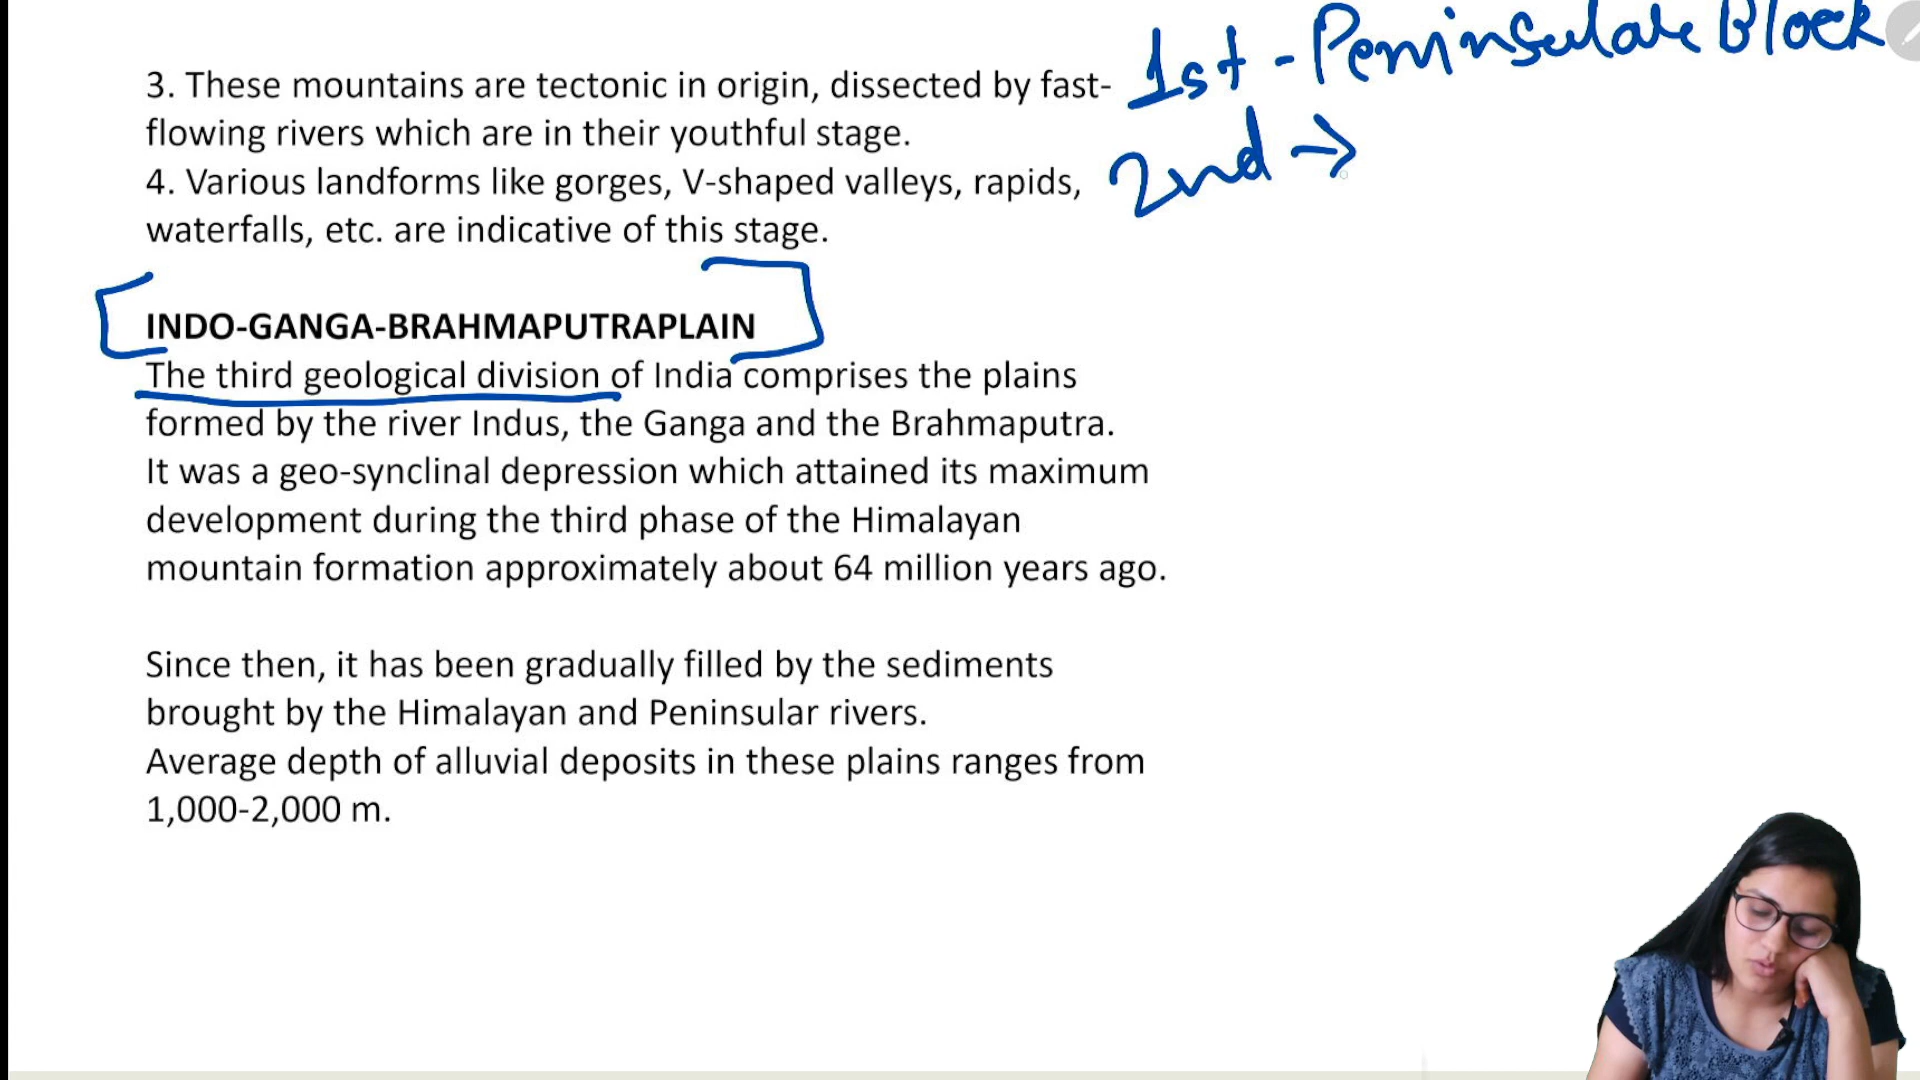 1st - Peninsular Block
3. These mountains are tectonic in origin, dissected by fast-
flowing rivers which are in their youthful stage.
2nd →
4. Various landforms like gorges, V-shaped valleys, rapids,
waterfalls, etc. are indicative of this stage.
INDO-GANGA-BRAHMAPUTRAPLAIN
The third geological division of India comprises the plains
formed by the river Indus, the Ganga and the Brahmaputra.
It was a geo-synclinal depression which attained its maximum
development during the third phase of the Himalayan
mountain formation approximately about 64 million years ago.
Since then, it has been gradually filled by the sediments
brought by the Himalayan and Peninsular rivers.
Average depth of alluvial deposits in these plains ranges from
1,000-2,000 m.